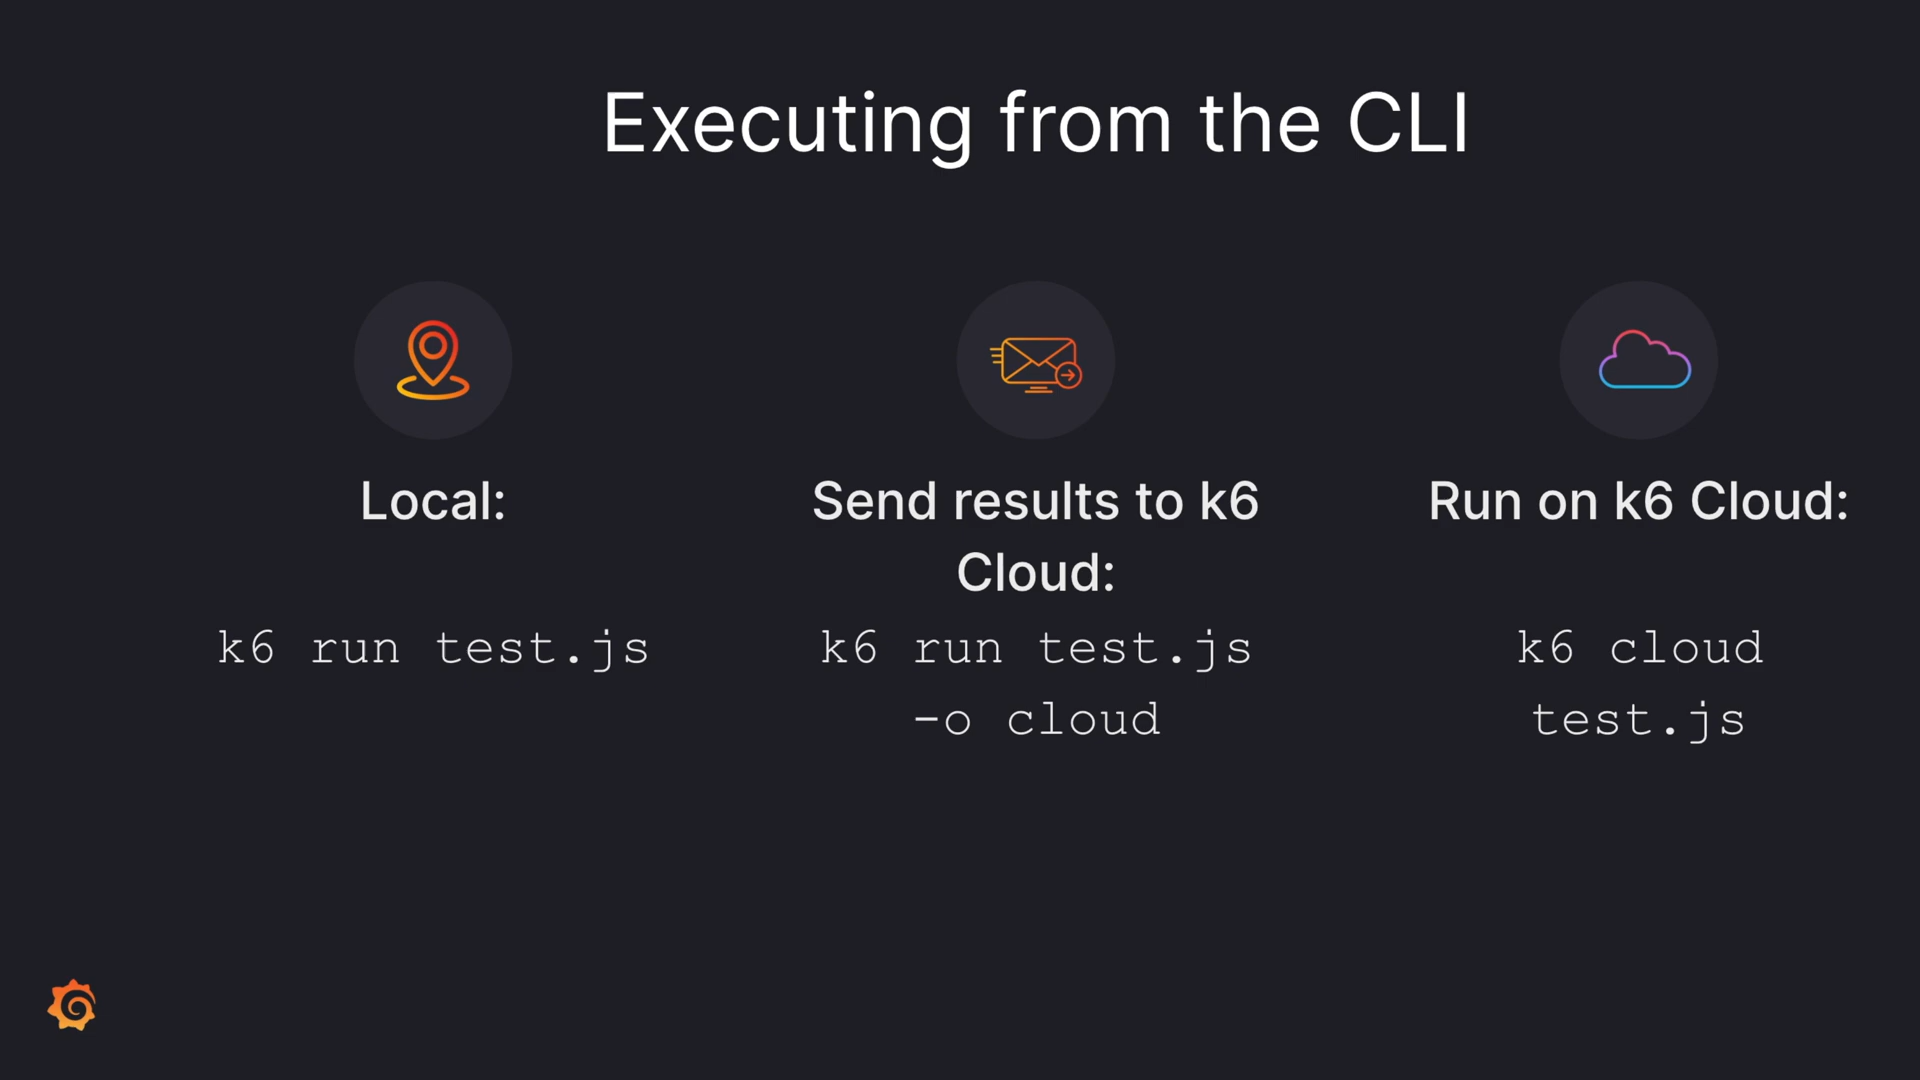 Executing from the CLI
Local:
k6 run test.js
Send results to k6
Cloud:
k6 run test.js
-o cloud
Run on k6 Cloud:
k6 cloud
test.js